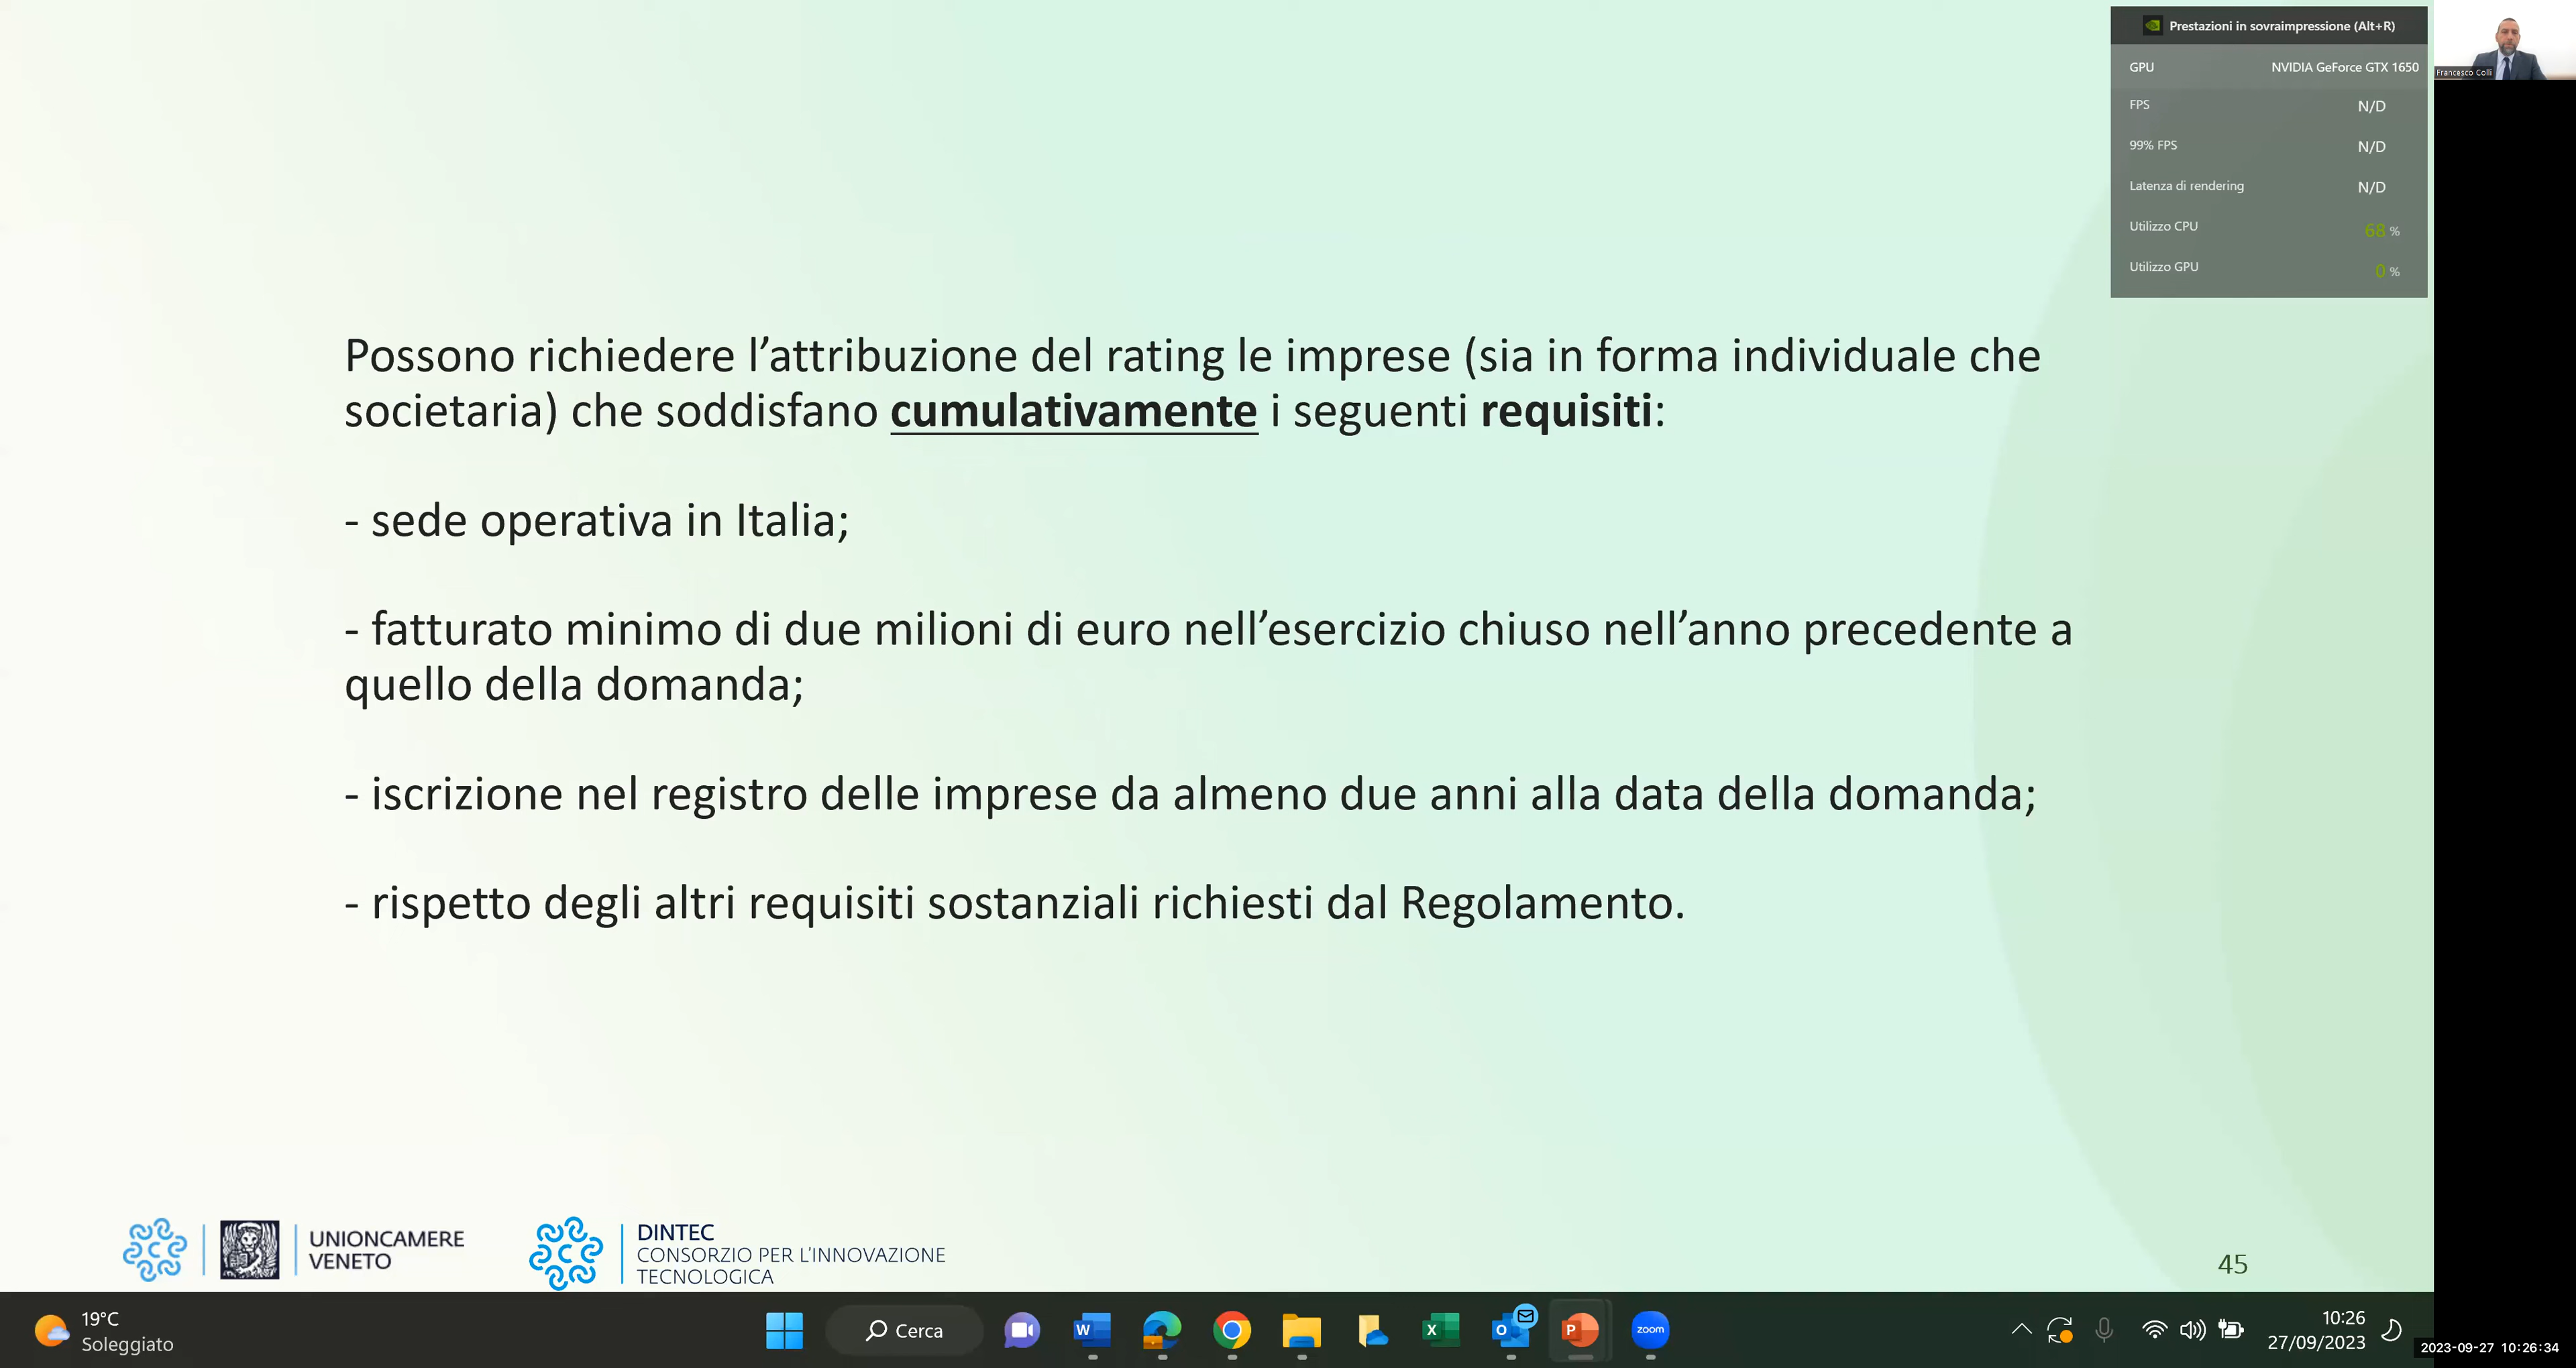 Prestazioni in sovraimpressione (Alt+R)
GPU NVIDIA GeForce GTX 1650
FPS N/D
99% FPS N/D
Latenza di rendering N/D
Utilizzo CPU 68 %
Utilizzo GPU 0 %
Francesco Colli
Possono richiedere l’attribuzione del rating le imprese (sia in forma individuale che
societaria) che soddisfano cumulativamente i seguenti requisiti:
- sede operativa in Italia;
- fatturato minimo di due milioni di euro nell’esercizio chiuso nell’anno precedente a
quello della domanda;
- iscrizione nel registro delle imprese da almeno due anni alla data della domanda;
- rispetto degli altri requisiti sostanziali richiesti dal Regolamento.
UNIONCAMERE
VENETO
DINTEC
CONSORZIO PER L'INNOVAZIONE
TECNOLOGICA
45
19°C
Soleggiato
Cerca
zoom
10:26
27/09/2023
2023-09-27 10:26:34